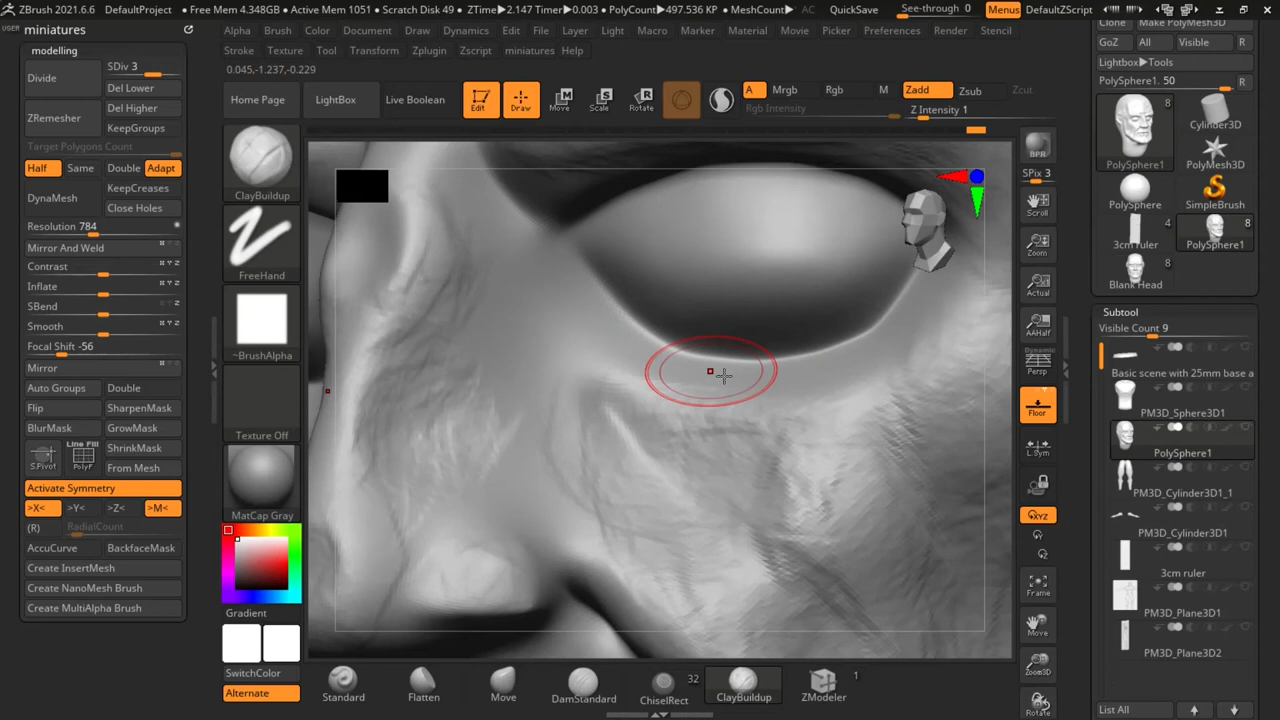 ZBrush 2021.6.6 DefaultProject • Free Mem 4.348GB • Active Mem 1051 • Scratch Disk 49 • ZTime▶2.147 Timer▶0.003 • PolyCount▶497.536 KP • MeshCount▶ AC QuickSave See-through 0 Menus DefaultZScript
USER miniatures
Alpha Brush Color Document Draw Dynamics Edit File Layer Light Macro Marker Material Movie Picker Preferences Render Stencil
Stroke Texture Tool Transform Zplugin Zscript miniatures Help
0.045,-1.237,-0.229
Home Page LightBox Live Boolean Edit Draw Move Scale Rotate A Mrgb Rgb M Zadd Zsub Zcut
Rgb Intensity Z Intensity 1
modelling
Divide SDiv 3
Del Lower
ZRemesher Del Higher
KeepGroups
Target Polygons Count
Half Same Double Adapt
DynaMesh KeepCreases
Close Holes
Resolution 784
Mirror And Weld
Contrast
Inflate
SBend
Smooth
Focal Shift -56
Mirror
Auto Groups Double
Flip SharpenMask
BlurMask GrowMask
S.Pivot Line Fill PolyF ShrinkMask
From Mesh
Activate Symmetry
>X< >Y< >Z< >M<
(R) RadialCount
AccuCurve BackfaceMask
Create InsertMesh
Create NanoMesh Brush
Create MultiAlpha Brush
ClayBuildup
FreeHand
~BrushAlpha
Texture Off
MatCap Gray
Gradient
SwitchColor
Alternate
Standard Flatten Move DamStandard ChiselRect 32 ClayBuildup ZModeler 1
BPR
SPix 3
Scroll
Zoom
Actual
AAHalf
Dynamic
Persp
Floor
L.Sym
XYZ
Frame
Move
Zoom3D
Rotate
Clone Make PolyMesh3D
GoZ All Visible R
Lightbox▶Tools
PolySphere1. 50 R
8 PolySphere1 Cylinder3D
PolyMesh3D
PolySphere SimpleBrush
4 3cm ruler 8 PolySphere1
8 Blank Head
Subtool
Visible Count 9
Basic scene with 25mm base a
PM3D_Sphere3D1
PolySphere1
PM3D_Cylinder3D1_1
PM3D_Cylinder3D1
3cm ruler
PM3D_Plane3D1
PM3D_Plane3D2
List All